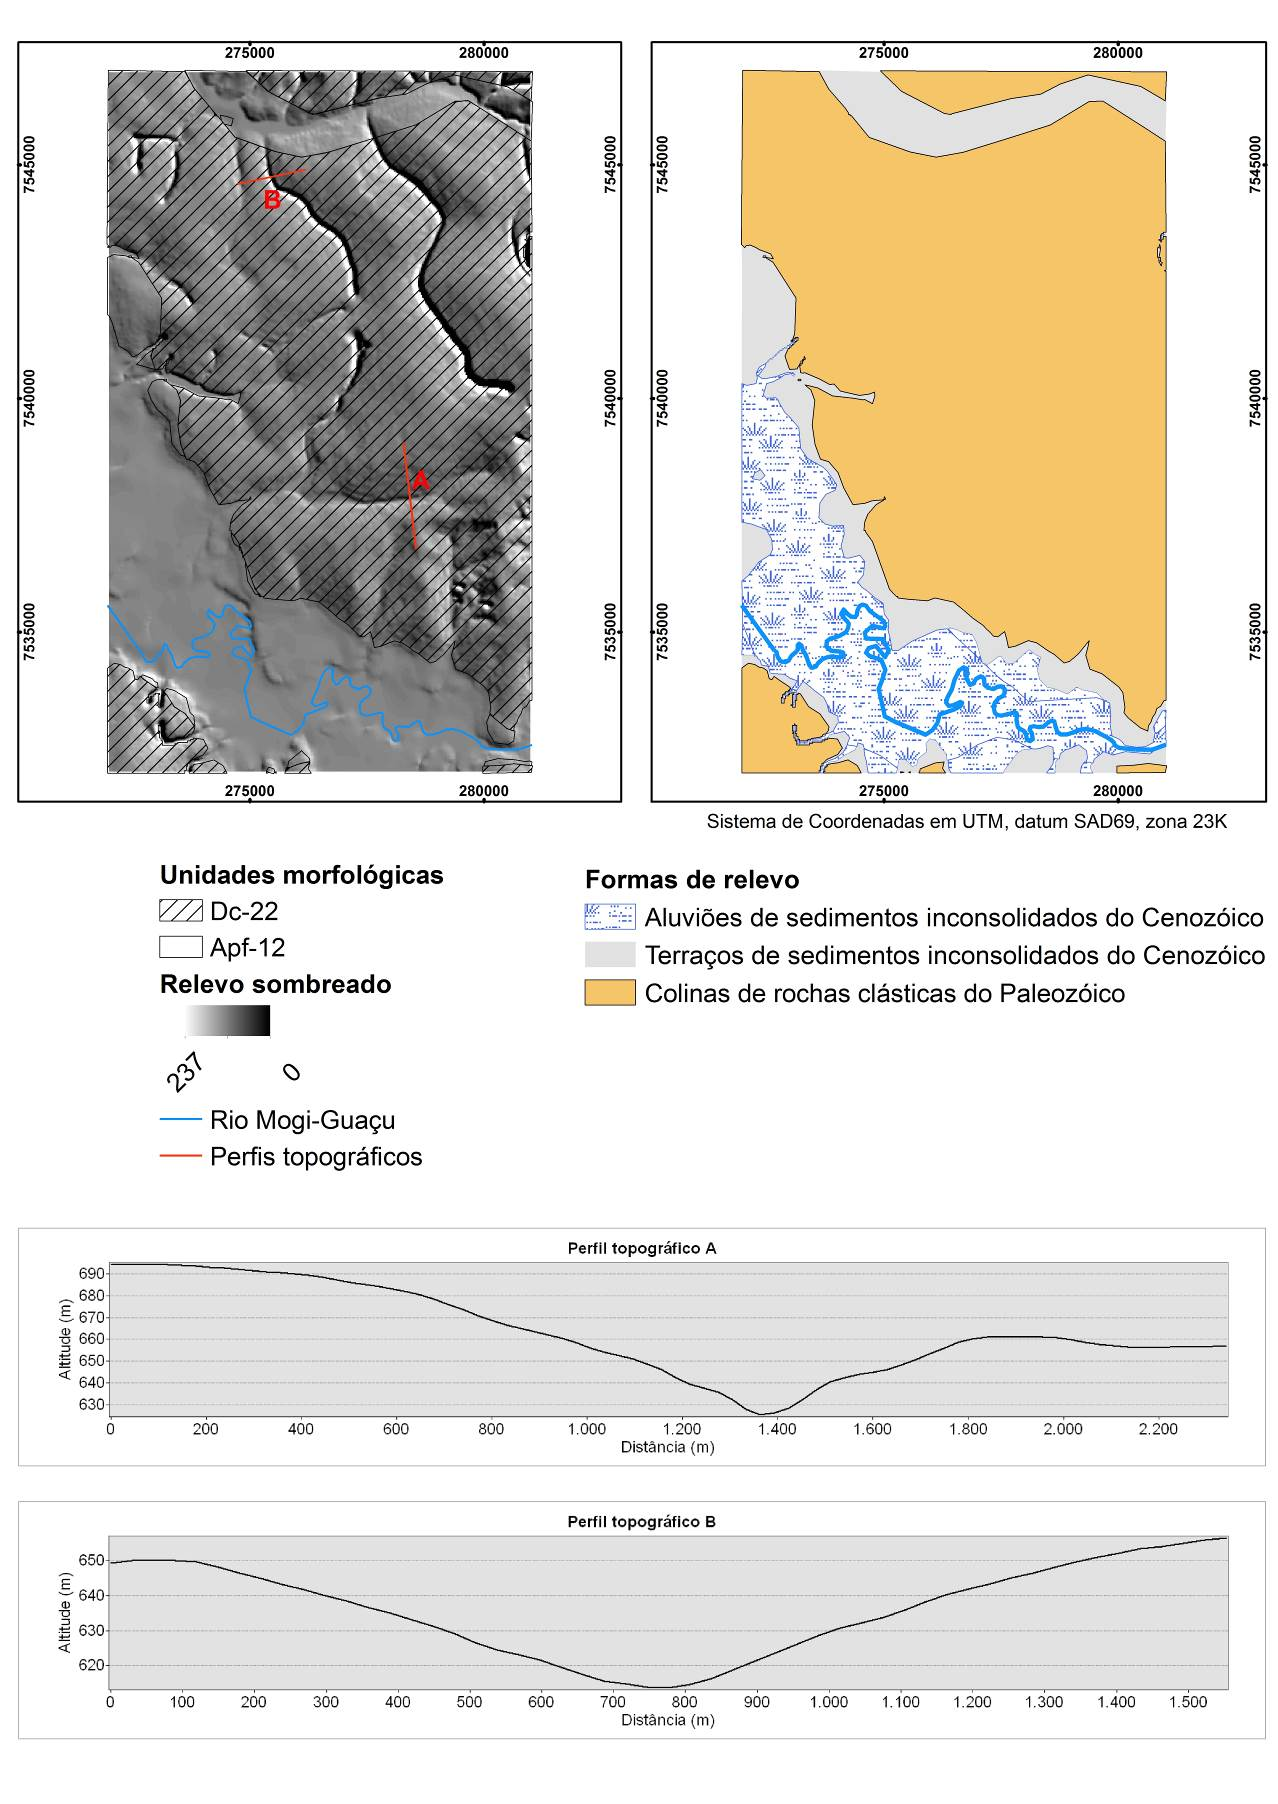 275000 280000
275000 280000
7545000
7545000
7545000
7545000
B
7540000
7540000
7540000
7540000
A
7535000
7535000
7535000
7535000
275000 280000
275000 280000
Sistema de Coordenadas em UTM, datum SAD69, zona 23K
Unidades morfológicas
Dc-22
Apf-12
Relevo sombreado
237 0
Rio Mogi-Guaçu
Perfis topográficos
Formas de relevo
Aluviões de sedimentos inconsolidados do Cenozóico
Terraços de sedimentos inconsolidados do Cenozóico
Colinas de rochas clásticas do Paleozóico
Perfil topográfico A
Altitude (m)
690
680
670
660
650
640
630
0 200 400 600 800 1.000 1.200 1.400 1.600 1.800 2.000 2.200
Distância (m)
Perfil topográfico B
Altitude (m)
650
640
630
620
0 100 200 300 400 500 600 700 800 900 1.000 1.100 1.200 1.300 1.400 1.500
Distância (m)